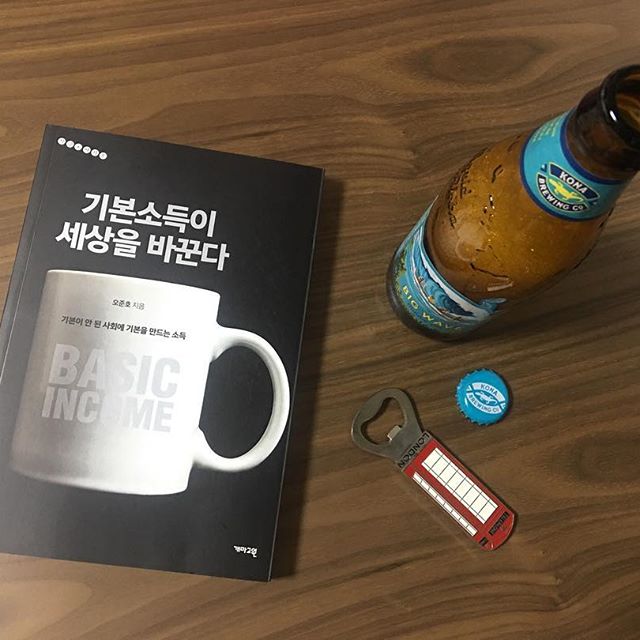 기본소득이
세상을 바꾼다
오준호 지음
기본이 안 된 사회에 기본을 만드는 소득
BASIC
INCOME
개마고원
KONA
BREWING CO.
BIG WAVE
KONA
BREWING CO.
LONDON